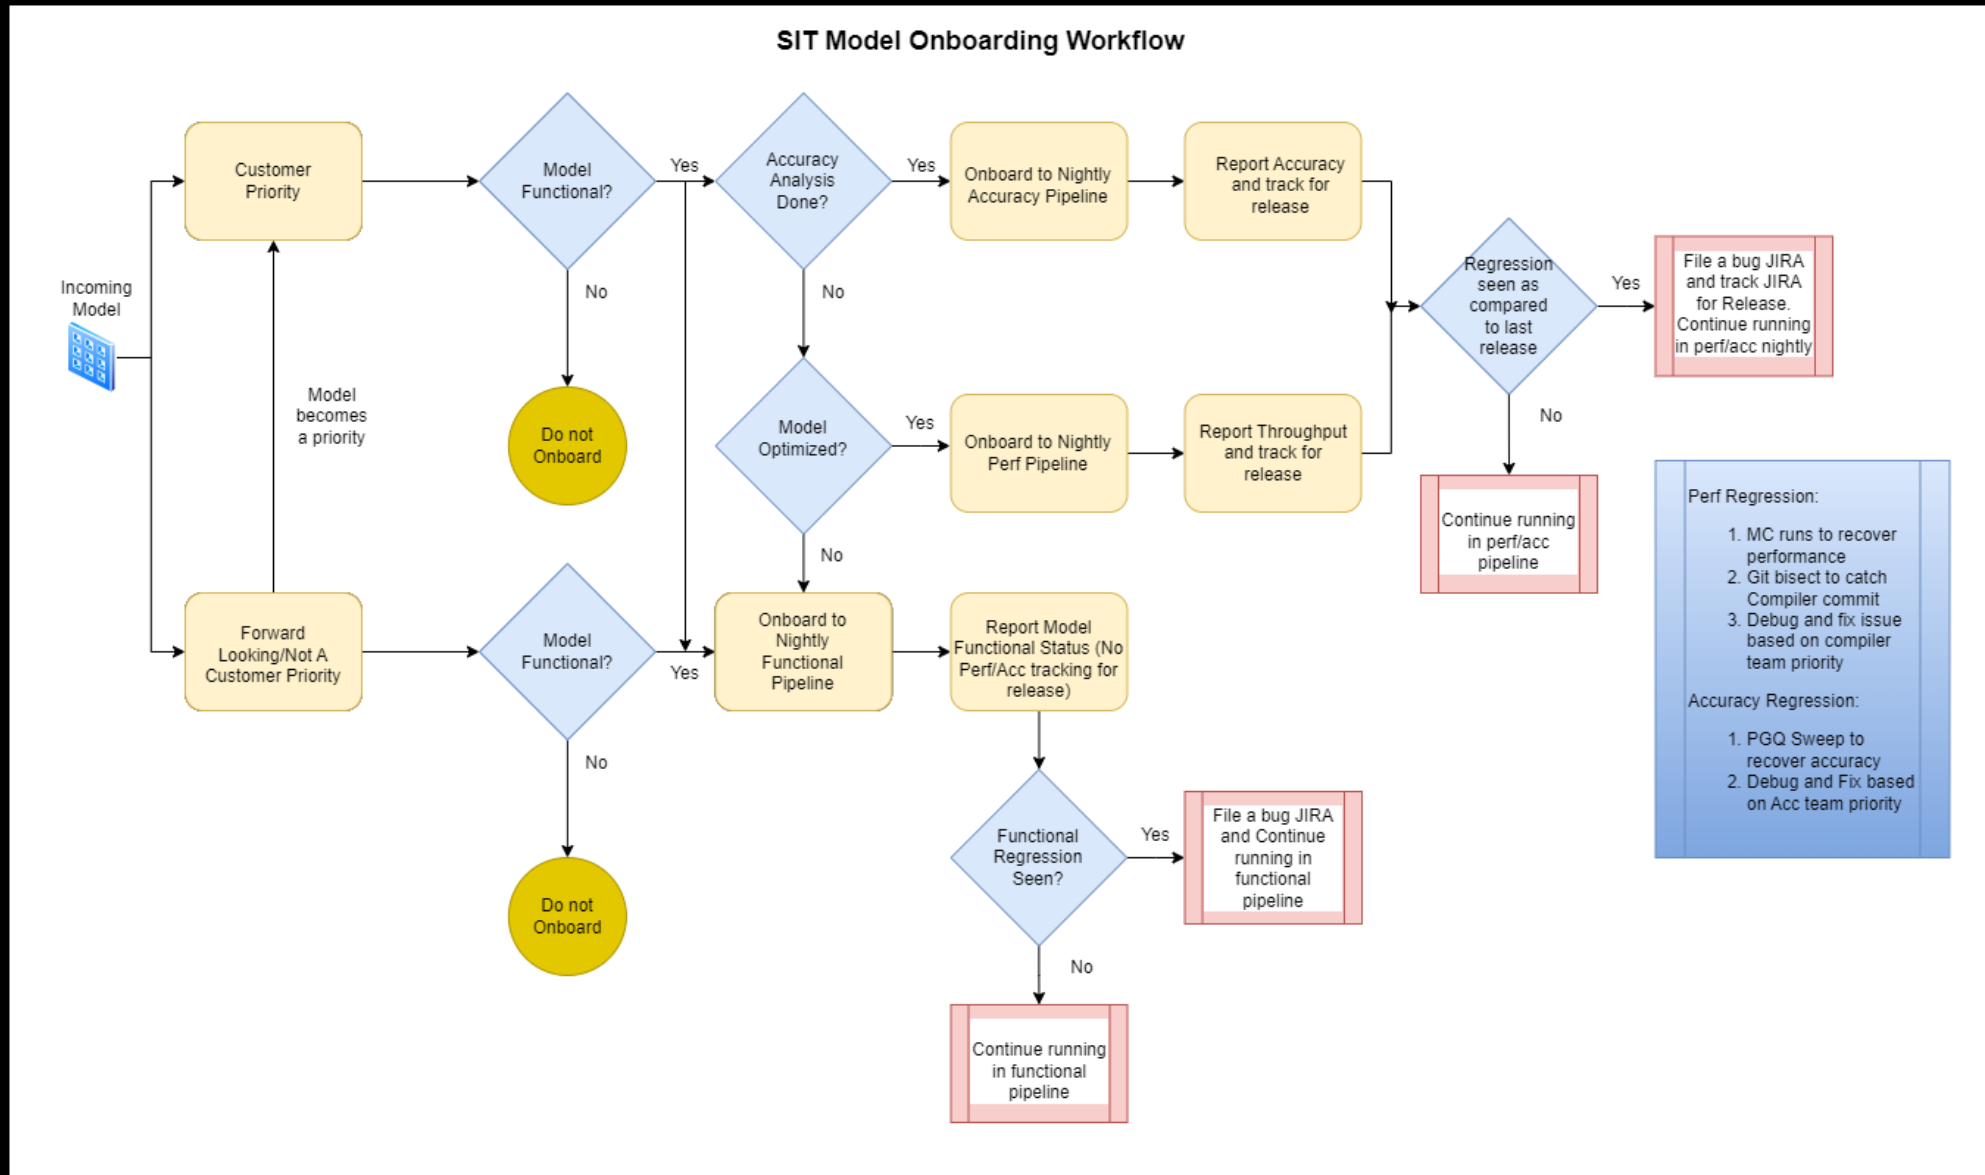 SIT Model Onboarding Workflow
Incoming
Model
Customer
Priority
Model
Functional?
Yes
No
Do not
Onboard
Accuracy
Analysis
Done?
Yes
No
Onboard to Nightly
Accuracy Pipeline
Report Accuracy
and track for
release
Model
becomes
a priority
Model
Optimized?
Yes
No
Onboard to Nightly
Perf Pipeline
Report Throughput
and track for
release
Regression
seen as
compared
to last
release
Yes
No
File a bug JIRA
and track JIRA
for Release.
Continue running
in perf/acc nightly
Continue running
in perf/acc
pipeline
Forward
Looking/Not A
Customer Priority
Model
Functional?
Yes
No
Do not
Onboard
Onboard to
Nightly
Functional
Pipeline
Report Model
Functional Status (No
Perf/Acc tracking for
release)
Functional
Regression
Seen?
Yes
No
File a bug JIRA
and Continue
running in
functional
pipeline
Continue running
in functional
pipeline
Perf Regression:
1. MC runs to recover
performance
2. Git bisect to catch
Compiler commit
3. Debug and fix issue
based on compiler
team priority
Accuracy Regression:
1. PGQ Sweep to
recover accuracy
2. Debug and Fix based
on Acc team priority